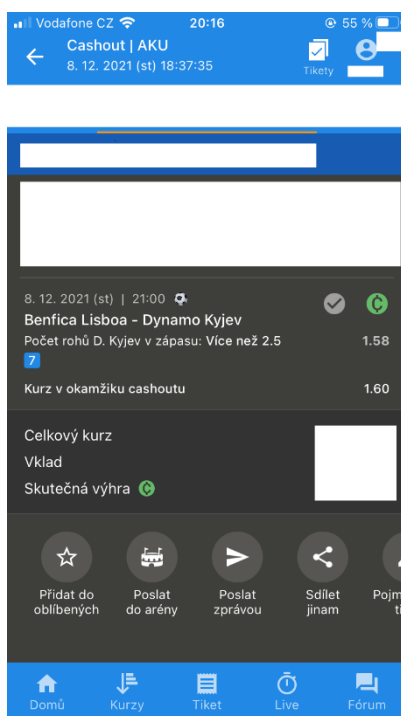 Vodafone CZ 20:16 55 %
Cashout | AKU
8. 12. 2021 (st) 18:37:35
Tikety
8. 12. 2021 (st) | 21:00
Benfica Lisboa - Dynamo Kyjev
Počet rohů D. Kyjev v zápasu: Více než 2.5 1.58
7
Kurz v okamžiku cashoutu 1.60
Celkový kurz
Vklad
Skutečná výhra C
Přidat do oblíbených
Poslat do arény
Poslat zprávou
Sdílet jinam
Domů Kurzy Tiket Live Fórum